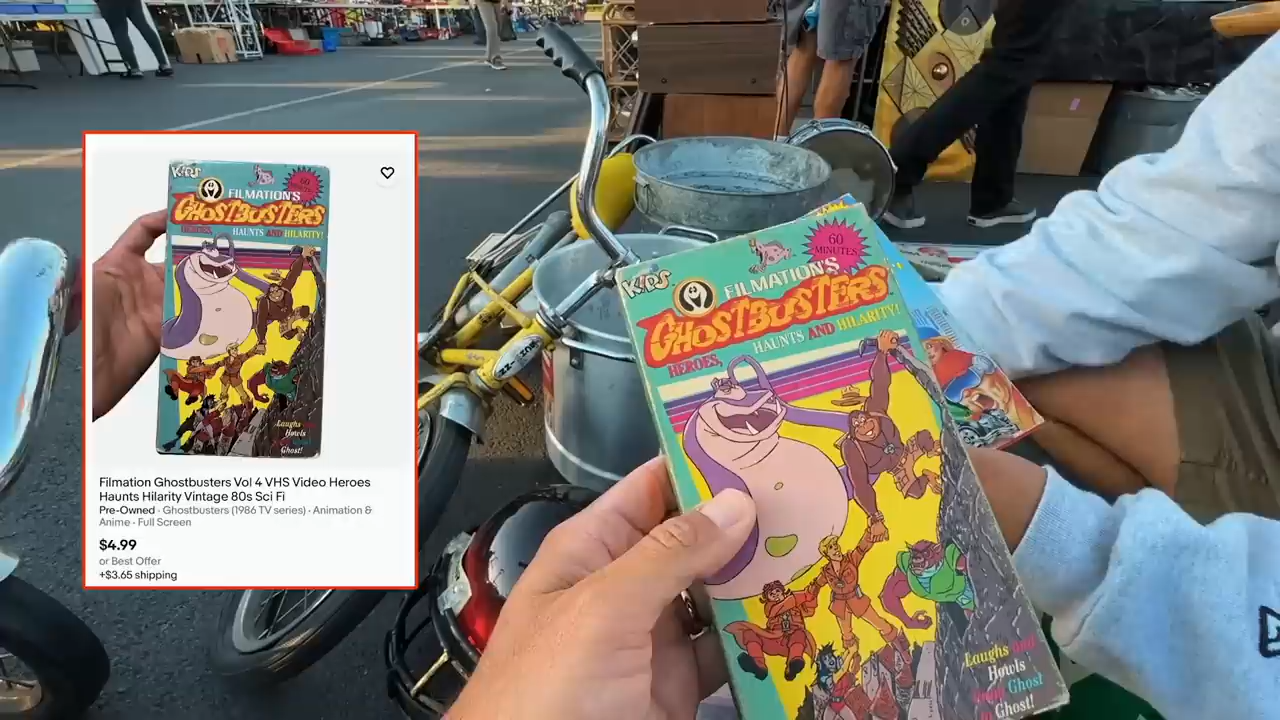 KIDS
60
FILMATION'S
GHOSTBUSTERS
HEROES,
HAUNTS AND HILARITY!
Laughs and
Howls
Ghost!
Filmation Ghostbusters Vol 4 VHS Video Heroes
Haunts Hilarity Vintage 80s Sci Fi
Pre-Owned · Ghostbusters (1986 TV series) · Animation &
Anime · Full Screen
$4.99
or Best Offer
+$3.65 shipping
60
MINUTES
KIDS
FILMATION'S
GHOSTBUSTERS
HEROES,
HAUNTS AND HILARITY!
Laughs and
Howls
from Ghost
to Ghost!